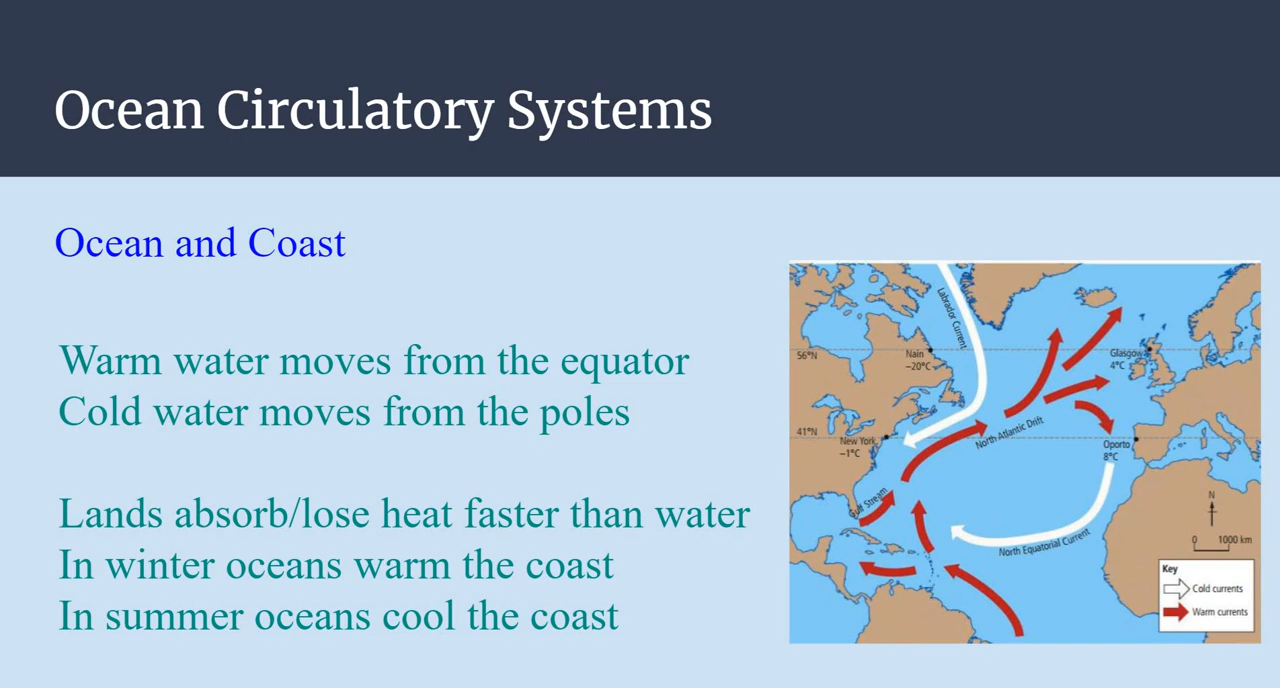 Ocean Circulatory Systems
Ocean and Coast
Warm water moves from the equator
Cold water moves from the poles
Lands absorb/lose heat faster than water
In winter oceans warm the coast
In summer oceans cool the coast
Labrador Current
56°N
Nain
–20°C
Glasgow
4°C
41°N
New York
–1°C
North Atlantic Drift
Oporto
8°C
Gulf Stream
North Equatorial Current
N
0 1000 km
Key
Cold currents
Warm currents